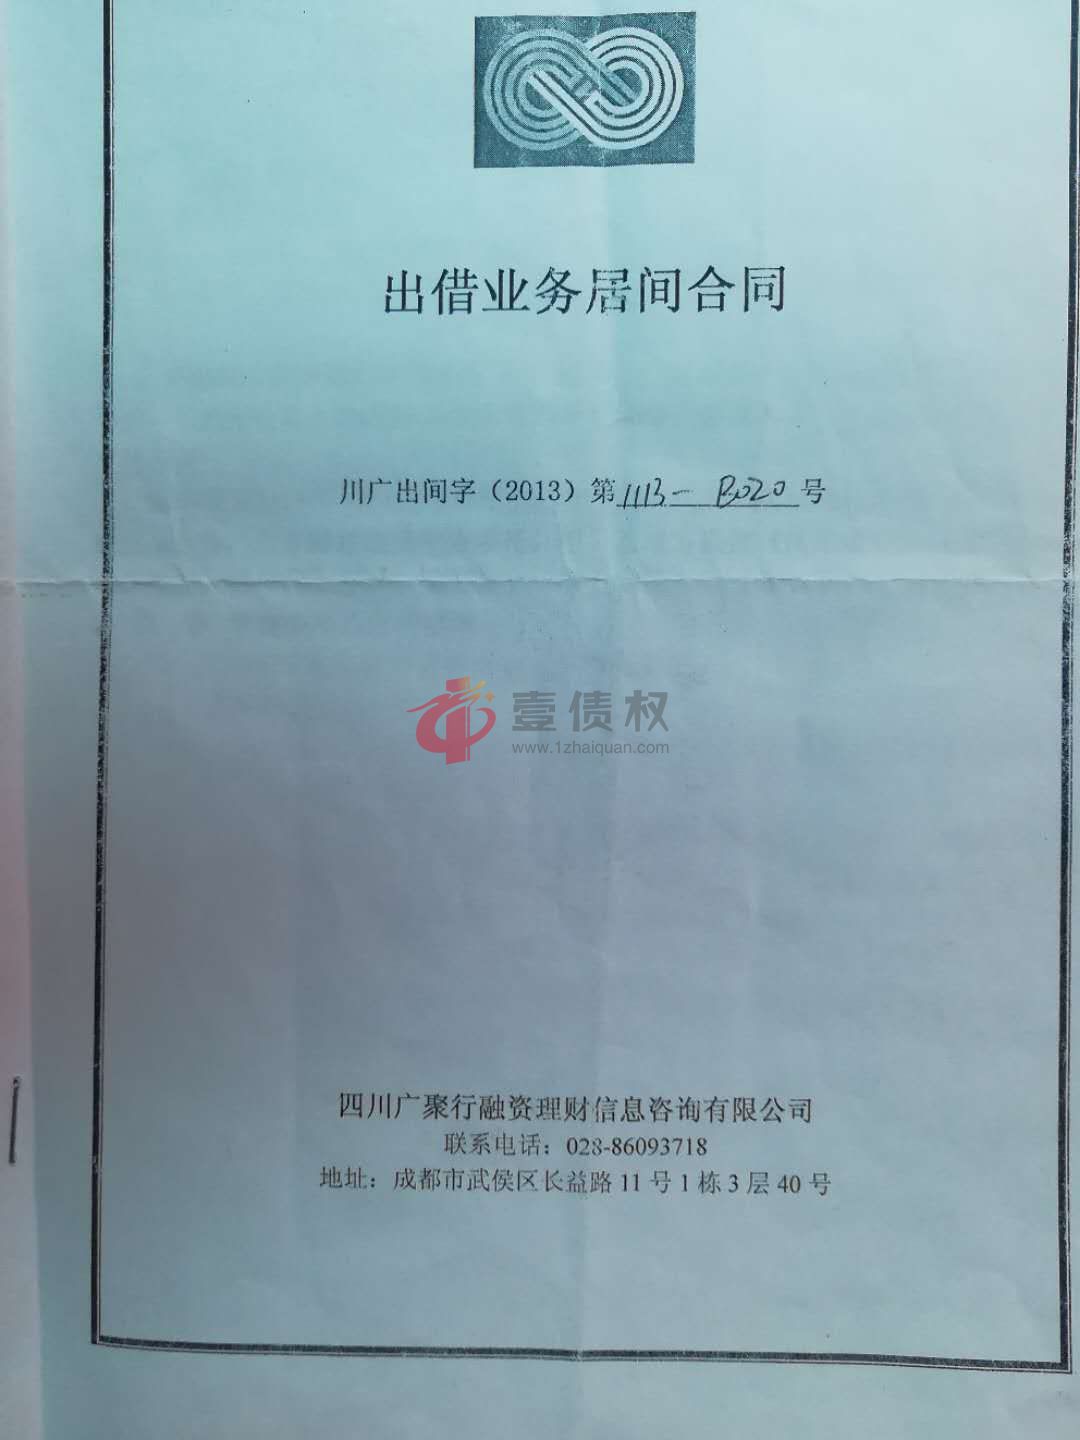 出借业务居间合同
川广出间字（2013）第1113-B020号
壹债权
www.1zhaiquan.com
四川广聚行融资理财信息咨询有限公司
联系电话：028-86093718
地址：成都市武侯区长益路11号1栋3层40号